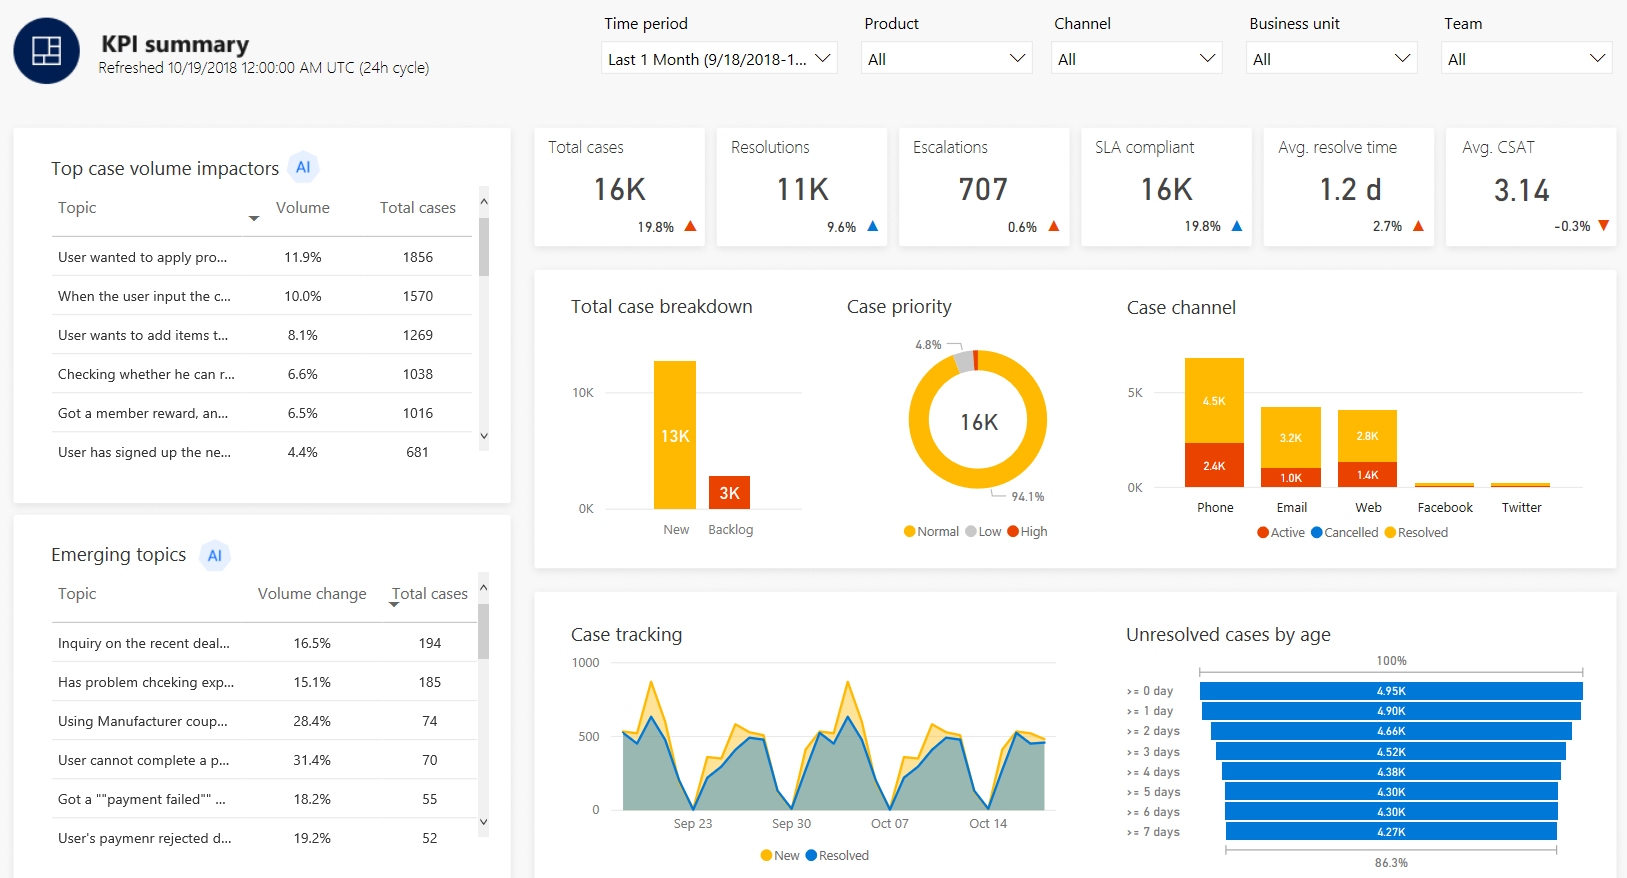 KPI summary
Refreshed 10/19/2018 12:00:00 AM UTC (24h cycle)
Time period
Last 1 Month (9/18/2018-1...
Product
All
Channel
All
Business unit
All
Team
All
Top case volume impactors AI
Topic Volume Total cases
User wanted to apply pro... 11.9% 1856
When the user input the c... 10.0% 1570
User wants to add items t... 8.1% 1269
Checking whether he can r... 6.6% 1038
Got a member reward, an... 6.5% 1016
User has signed up the ne... 4.4% 681
Emerging topics AI
Topic Volume change Total cases
Inquiry on the recent deal... 16.5% 194
Has problem chceking exp... 15.1% 185
Using Manufacturer coup... 28.4% 74
User cannot complete a p... 31.4% 70
Got a ""payment failed"" ... 18.2% 55
User's paymenr rejected d... 19.2% 52
Total cases
16K
19.8%
Resolutions
11K
9.6%
Escalations
707
0.6%
SLA compliant
16K
19.8%
Avg. resolve time
1.2 d
2.7%
Avg. CSAT
3.14
-0.3%
Total case breakdown
10K
0K
13K
3K
New Backlog
Case priority
4.8%
16K
94.1%
Normal Low High
Case channel
5K
0K
4.5K
2.4K
3.2K
1.0K
2.8K
1.4K
Phone Email Web Facebook Twitter
Active Cancelled Resolved
Case tracking
1000
500
0
Sep 23 Sep 30 Oct 07 Oct 14
New Resolved
Unresolved cases by age
100%
>= 0 day 4.95K
>= 1 day 4.90K
>= 2 days 4.66K
>= 3 days 4.52K
>= 4 days 4.38K
>= 5 days 4.30K
>= 6 days 4.30K
>= 7 days 4.27K
86.3%